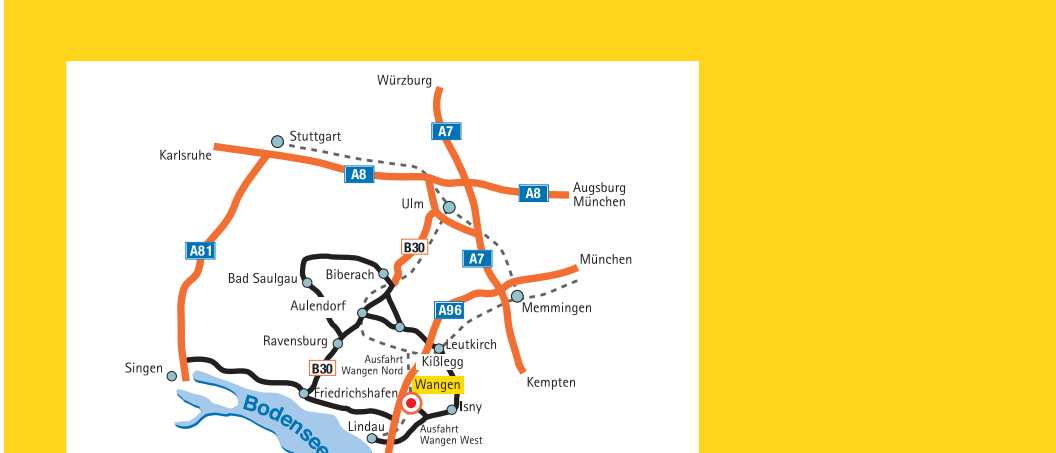 Würzburg
A7
Stuttgart
Karlsruhe
A8
A8
Augsburg
München
Ulm
A81
B30
A7
München
Bad Saulgau
Biberach
Aulendorf
A96
Memmingen
Ravensburg
Leutkirch
Ausfahrt
Wangen Nord
Kißlegg
Singen
B30
Wangen
Kempten
Friedrichshafen
Isny
Bodensee
Lindau
Ausfahrt
Wangen West